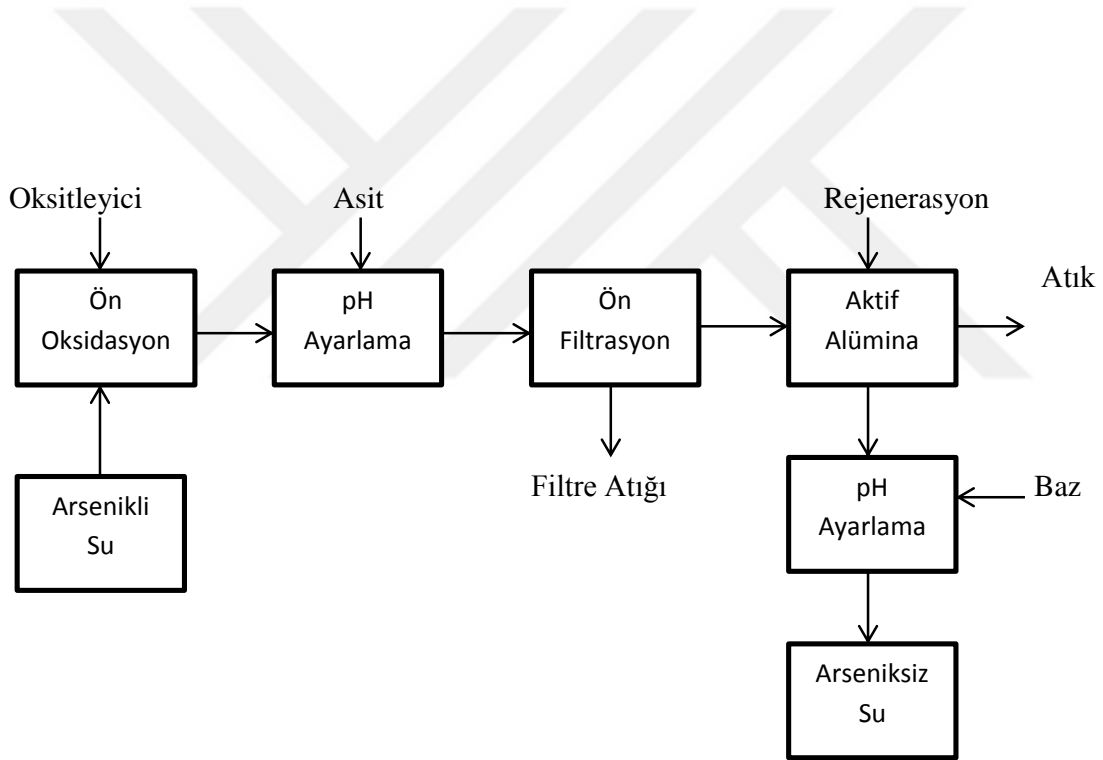 Oksitleyici
Asit
Rejenerasyon
Ön
Oksidasyon
pH
Ayarlama
Ön
Filtrasyon
Aktif
Alümina
Atık
Arsenikli
Su
Filtre Atığı
pH
Ayarlama
Baz
Arseniksiz
Su